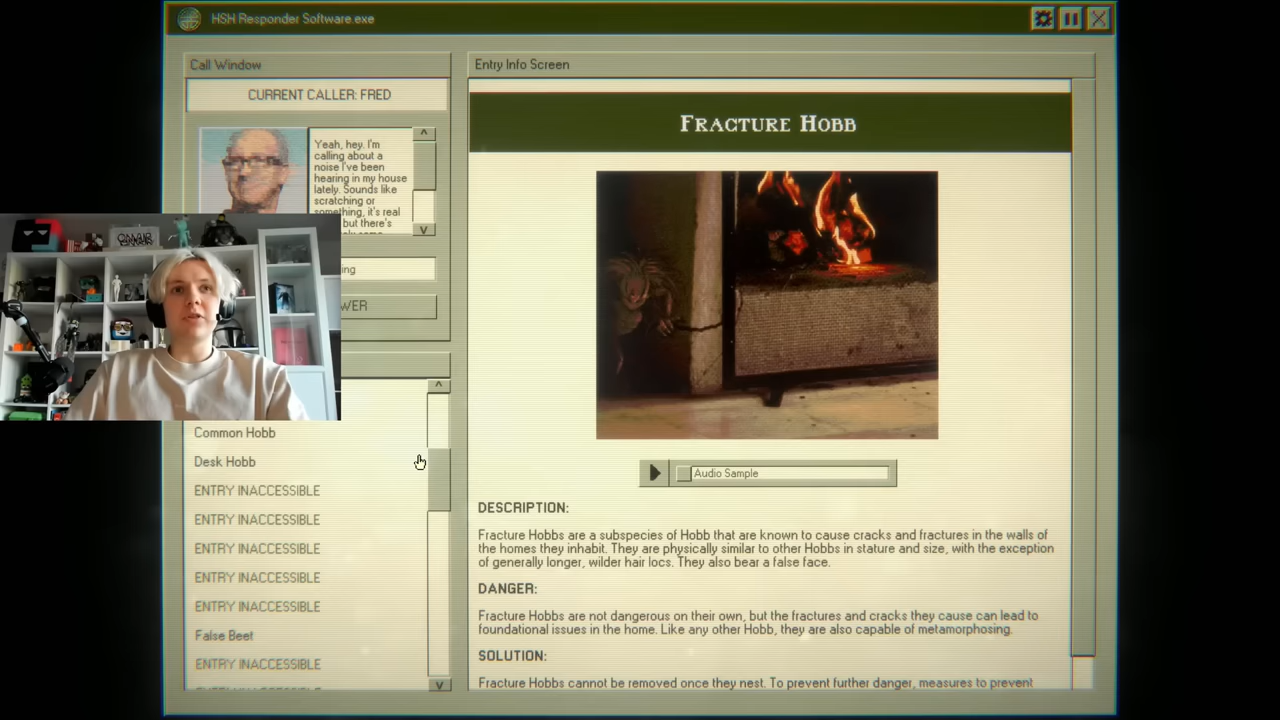 HSH Responder Software.exe
Call Window
CURRENT CALLER: FRED
Yeah, hey. I'm
calling about a
noise I've been
hearing in my house
lately. Sounds like
scratching or
something, it's real
but there's
Common Hobb
Desk Hobb
ENTRY INACCESSIBLE
ENTRY INACCESSIBLE
ENTRY INACCESSIBLE
ENTRY INACCESSIBLE
ENTRY INACCESSIBLE
False Beet
ENTRY INACCESSIBLE
Entry Info Screen
FRACTURE HOBB
Audio Sample
DESCRIPTION:
Fracture Hobbs are a subspecies of Hobb that are known to cause cracks and fractures in the walls of
the homes they inhabit. They are physically similar to other Hobbs in stature and size, with the exception
of generally longer, wilder hair locs. They also bear a false face.
DANGER:
Fracture Hobbs are not dangerous on their own, but the fractures and cracks they cause can lead to
foundational issues in the home. Like any other Hobb, they are also capable of metamorphosing.
SOLUTION:
Fracture Hobbs cannot be removed once they nest. To prevent further danger, measures to prevent